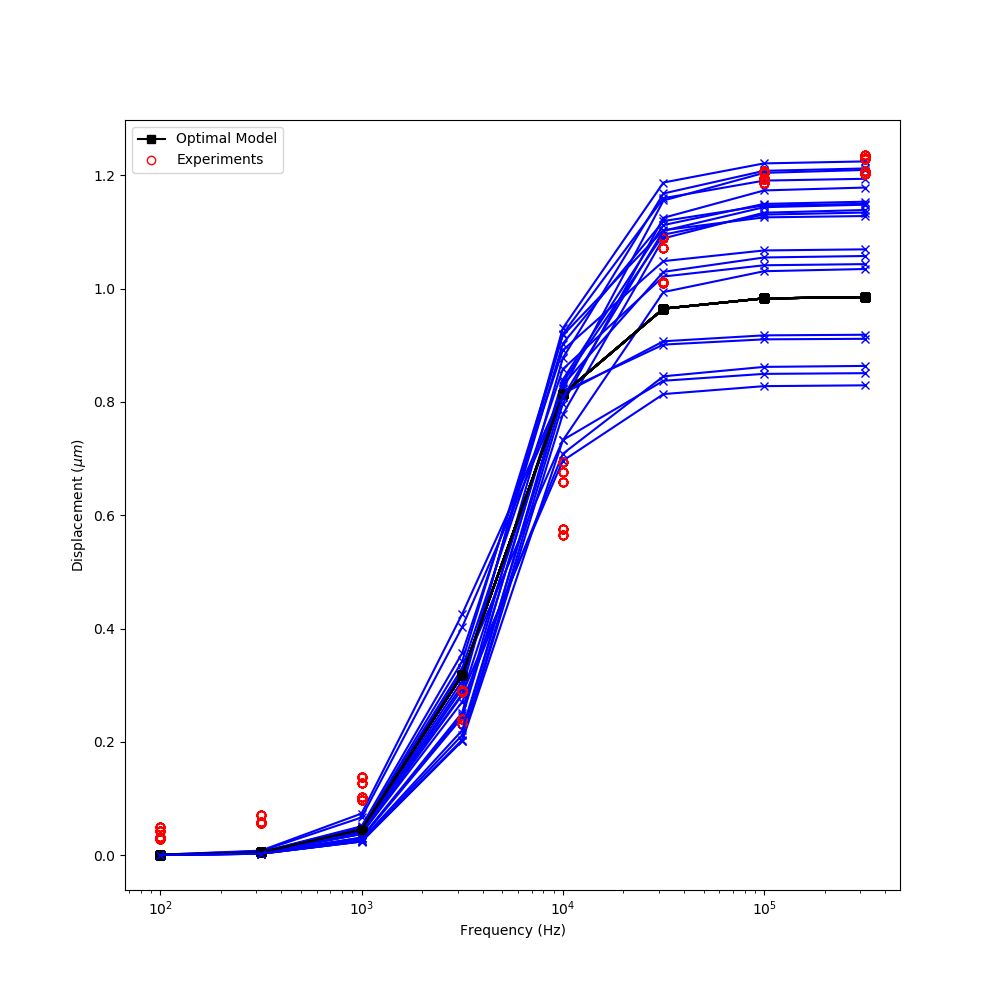 Optimal Model
Experiments
1.2
1.0
0.8
0.6
0.4
0.2
0.0
Displacement (μm)
10² 10³ 10⁴ 10⁵
Frequency (Hz)